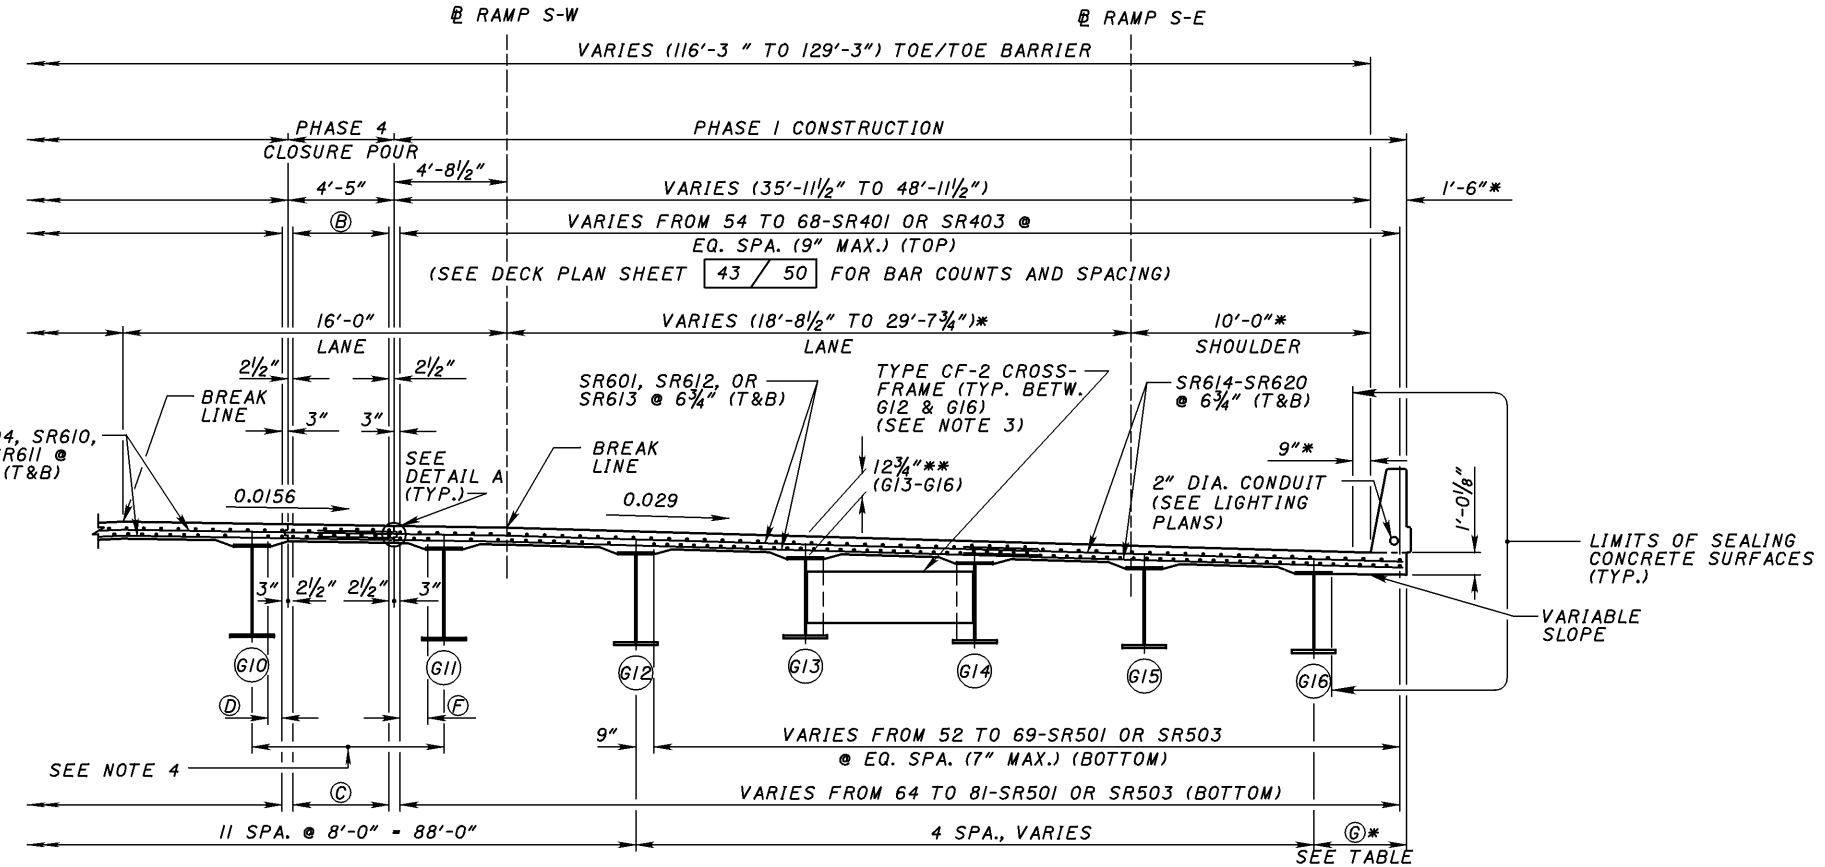 ℄ RAMP S-W
℄ RAMP S-E
VARIES (116'-3 " TO 129'-3") TOE/TOE BARRIER
PHASE 4
CLOSURE POUR
PHASE 1 CONSTRUCTION
4'-8½"
4'-5"
VARIES (35'-11½" TO 48'-11½")
1'-6"*
B
VARIES FROM 54 TO 68-SR401 OR SR403 @
EQ. SPA. (9" MAX.) (TOP)
(SEE DECK PLAN SHEET 43 / 50 FOR BAR COUNTS AND SPACING)
16'-0"
LANE
VARIES (18'-8½" TO 29'-7¾")*
LANE
10'-0"*
SHOULDER
2½"
2½"
BREAK
LINE
3"
3"
SR601, SR612, OR
SR613 @ 6¾" (T&B)
TYPE CF-2 CROSS-
FRAME (TYP. BETW.
G12 & G16)
(SEE NOTE 3)
SR614-SR620
@ 6¾" (T&B)
04, SR610,
SR611 @
(T&B)
SEE
DETAIL A
(TYP.)
BREAK
LINE
12¾"**
(G13-G16)
9"*
2" DIA. CONDUIT
(SEE LIGHTING
PLANS)
1'-0⅛"
0.0156
0.029
LIMITS OF SEALING
CONCRETE SURFACES
(TYP.)
3"
2½"
2½"
3"
VARIABLE
SLOPE
G10
G11
G12
G13
G14
G15
G16
D
F
9"
VARIES FROM 52 TO 69-SR501 OR SR503
@ EQ. SPA. (7" MAX.) (BOTTOM)
SEE NOTE 4
C
VARIES FROM 64 TO 81-SR501 OR SR503 (BOTTOM)
11 SPA. @ 8'-0" = 88'-0"
4 SPA., VARIES
G*
SEE TABLE